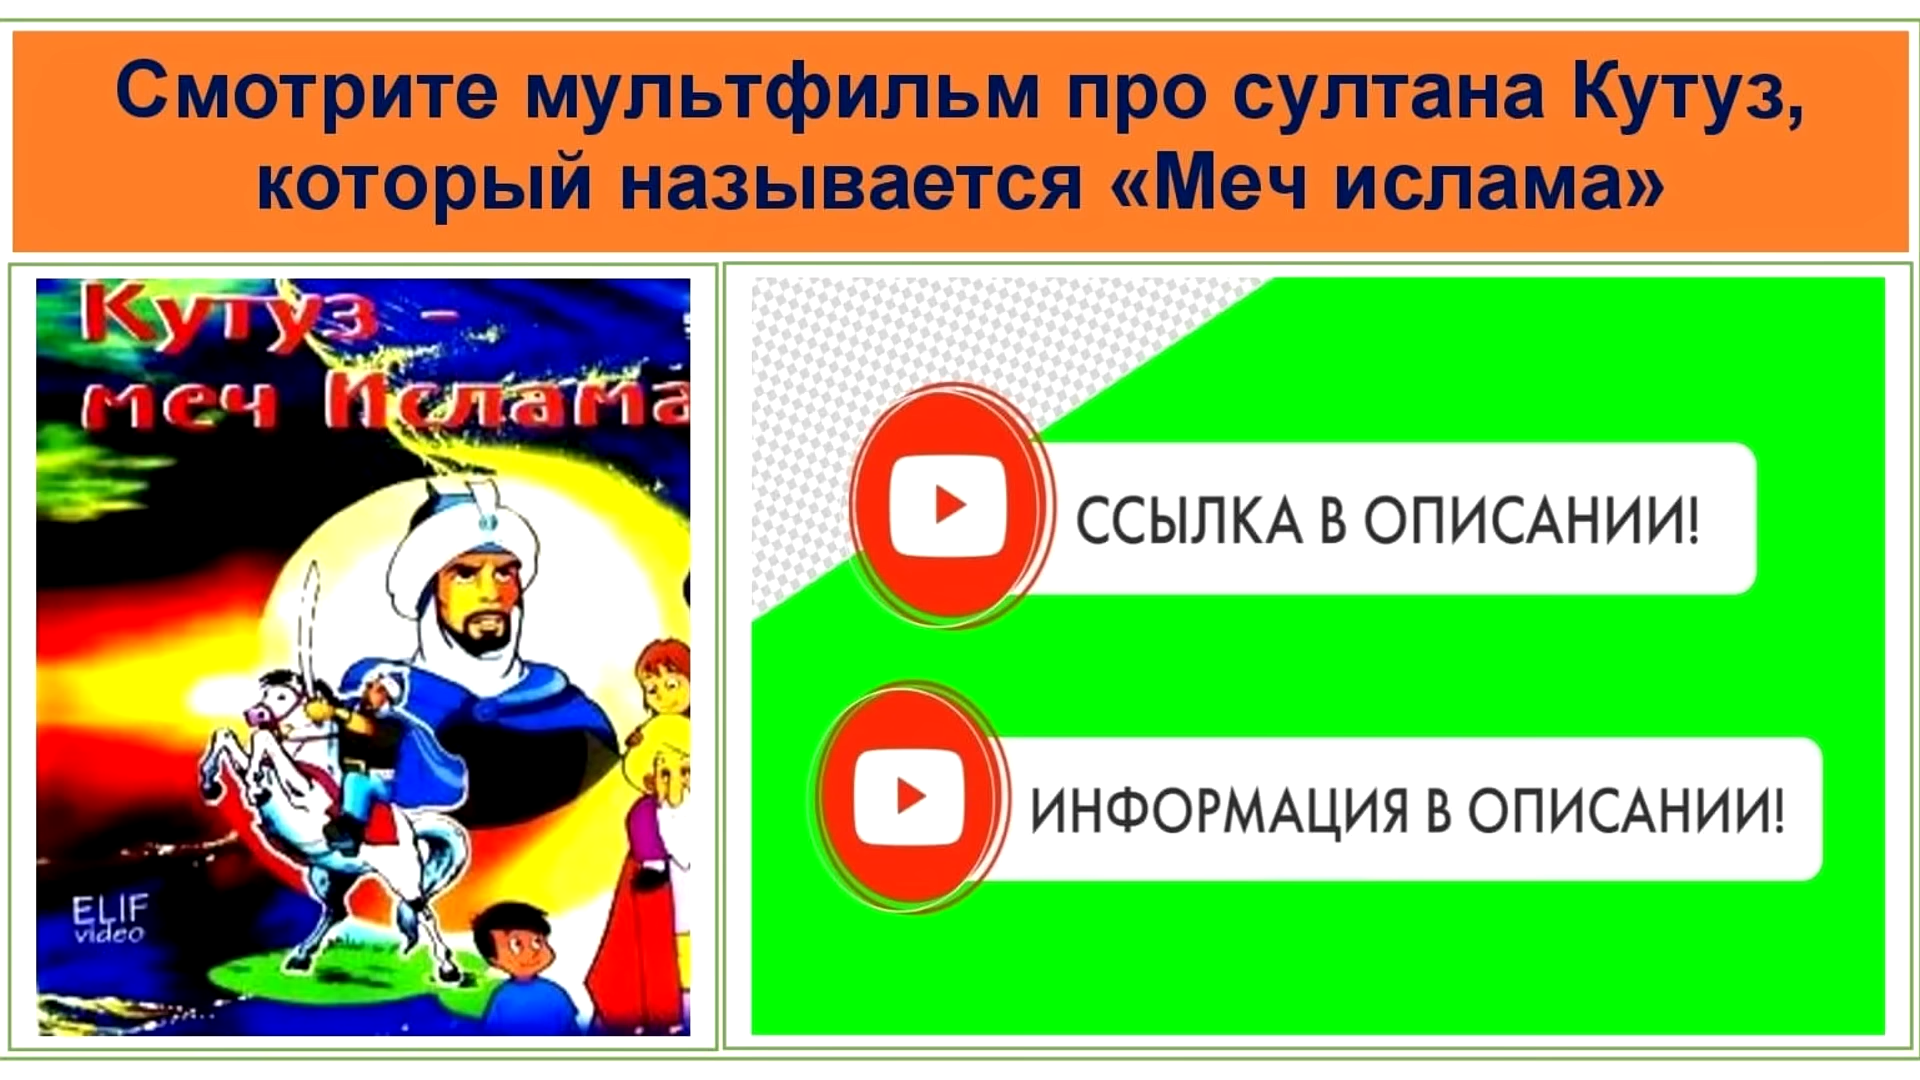 Смотрите мультфильм про султана Кутуз,
который называется «Меч ислама»
Кутуз -
меч Ислама
ELIF
video
ССЫЛКА В ОПИСАНИИ!
ИНФОРМАЦИЯ В ОПИСАНИИ!